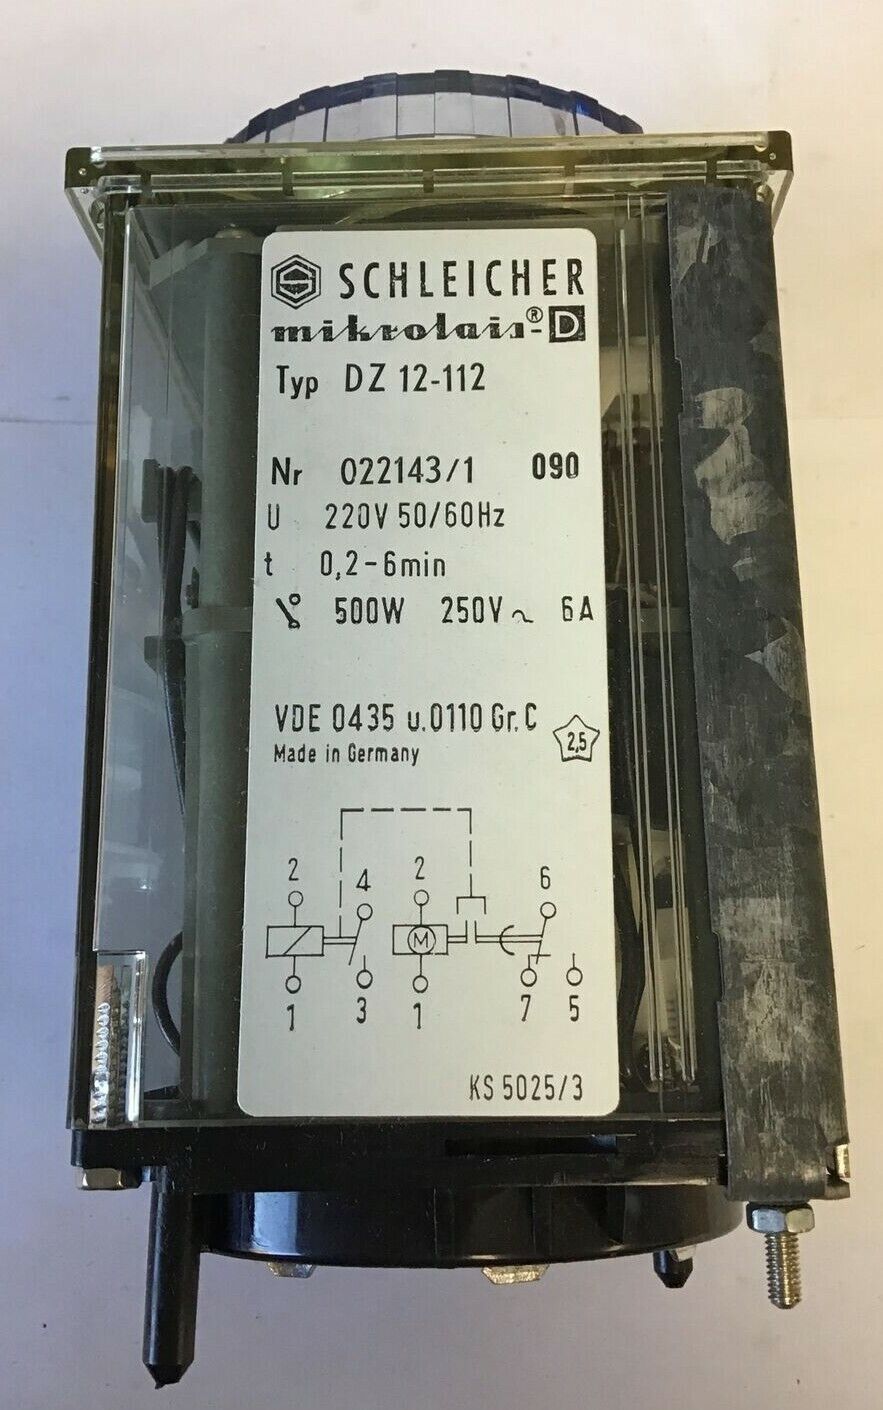 S SCHLEICHER
mikrolais®-D
Typ DZ 12-112
Nr 022143/1 090
U 220V 50/60Hz
t 0,2-6min
500W 250V~ 6A
VDE 0435 u.0110 Gr.C
Made in Germany
2,5
2 4 2 6
M
1 3 1 7 5
KS 5025/3